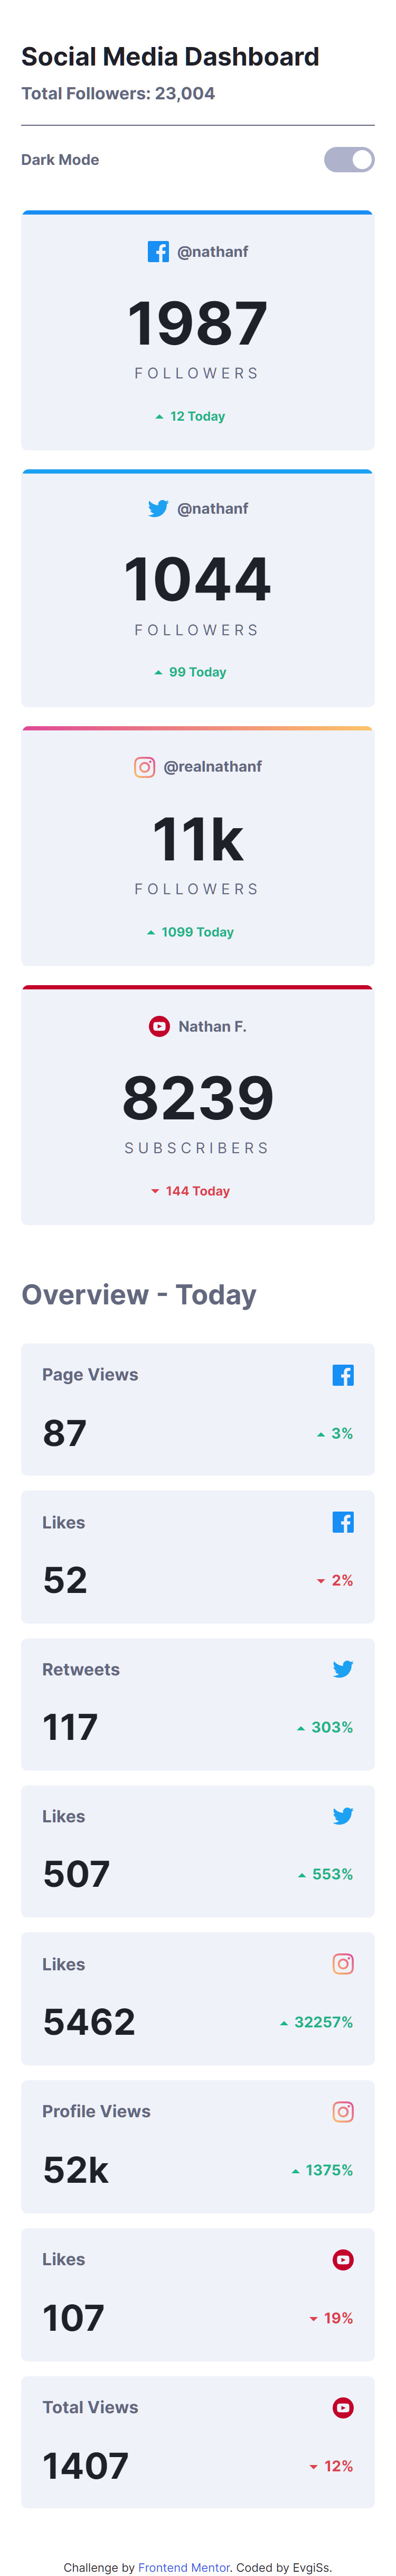 Social Media Dashboard
Total Followers: 23,004
Dark Mode
@nathanf
1987
FOLLOWERS
12 Today
@nathanf
1044
FOLLOWERS
99 Today
@realnathanf
11k
FOLLOWERS
1099 Today
Nathan F.
8239
SUBSCRIBERS
144 Today
Overview - Today
Page Views
87 3%
Likes
52 2%
Retweets
117 303%
Likes
507 553%
Likes
5462 32257%
Profile Views
52k 1375%
Likes
107 19%
Total Views
1407 12%
Challenge by Frontend Mentor. Coded by EvgiSs.